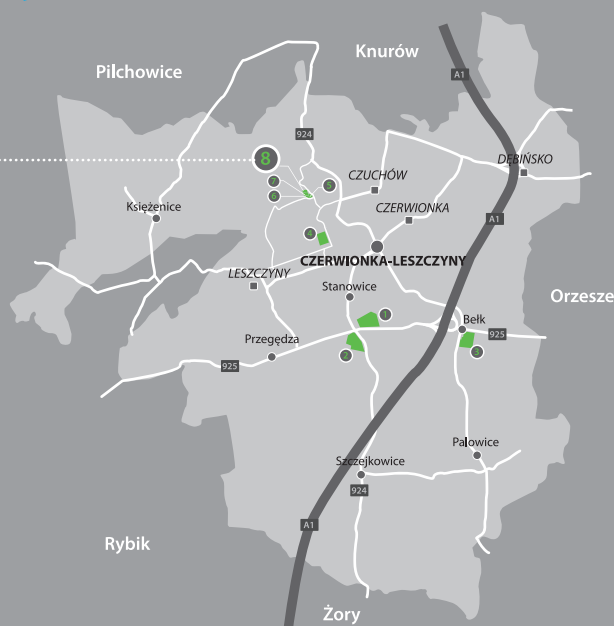 Knurów
Pilchowice
A1
924
8
7
5
6
CZUCHÓW
DĘBIŃSKO
Książenice
CZERWIONKA
A1
4
CZERWIONKA-LESZCZYNY
LESZCZYNY
Stanowice
Orzesze
1
Bełk
925
Przegędza
2
3
925
Palowice
Szczejkowice
924
A1
Rybik
Żory